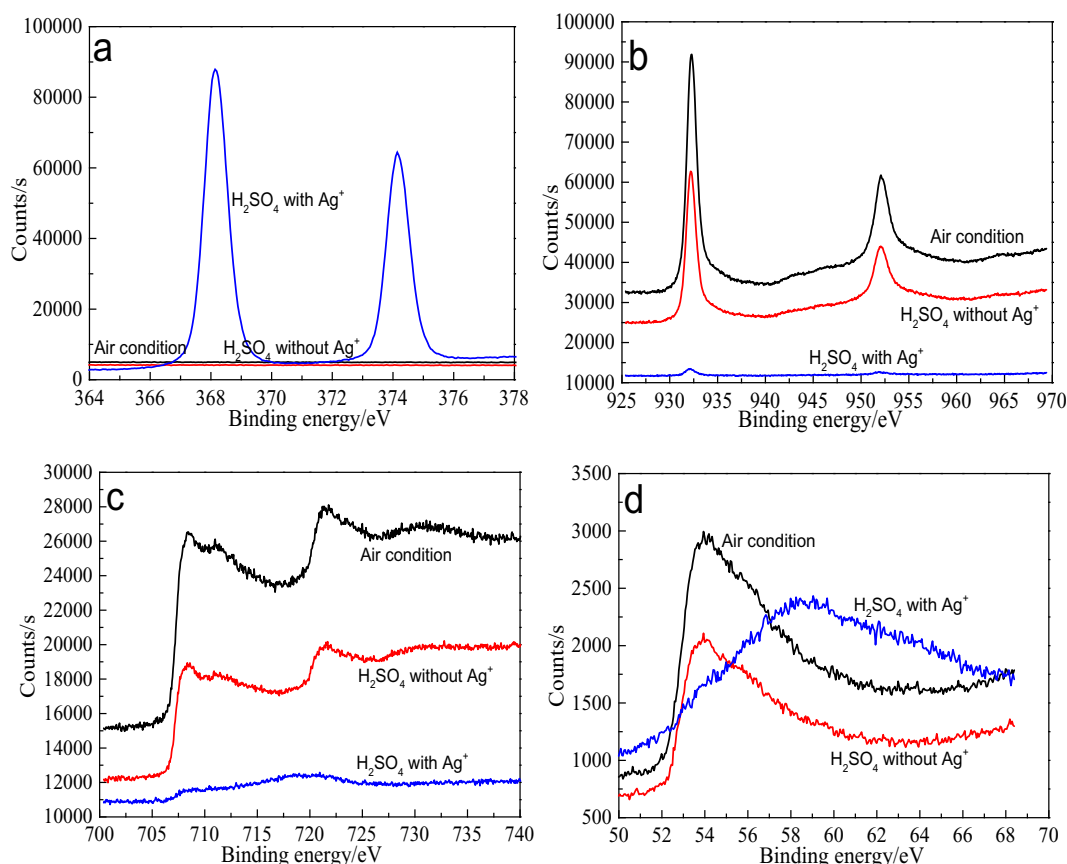 a
100000
80000
60000
40000
20000
0
Counts/s
H₂SO₄ with Ag⁺
Air condition
H₂SO₄ without Ag⁺
364 366 368 370 372 374 376 378
Binding energy/eV
b
100000
90000
80000
70000
60000
50000
40000
30000
20000
10000
Counts/s
Air condition
H₂SO₄ without Ag⁺
H₂SO₄ with Ag⁺
925 930 935 940 945 950 955 960 965 970
Binding energy/eV
c
30000
28000
26000
24000
22000
20000
18000
16000
14000
12000
10000
Counts/s
Air condition
H₂SO₄ without Ag⁺
H₂SO₄ with Ag⁺
700 705 710 715 720 725 730 735 740
Binding energy/eV
d
3500
3000
2500
2000
1500
1000
500
Counts/s
Air condition
H₂SO₄ with Ag⁺
H₂SO₄ without Ag⁺
50 52 54 56 58 60 62 64 66 68 70
Binding energy/eV